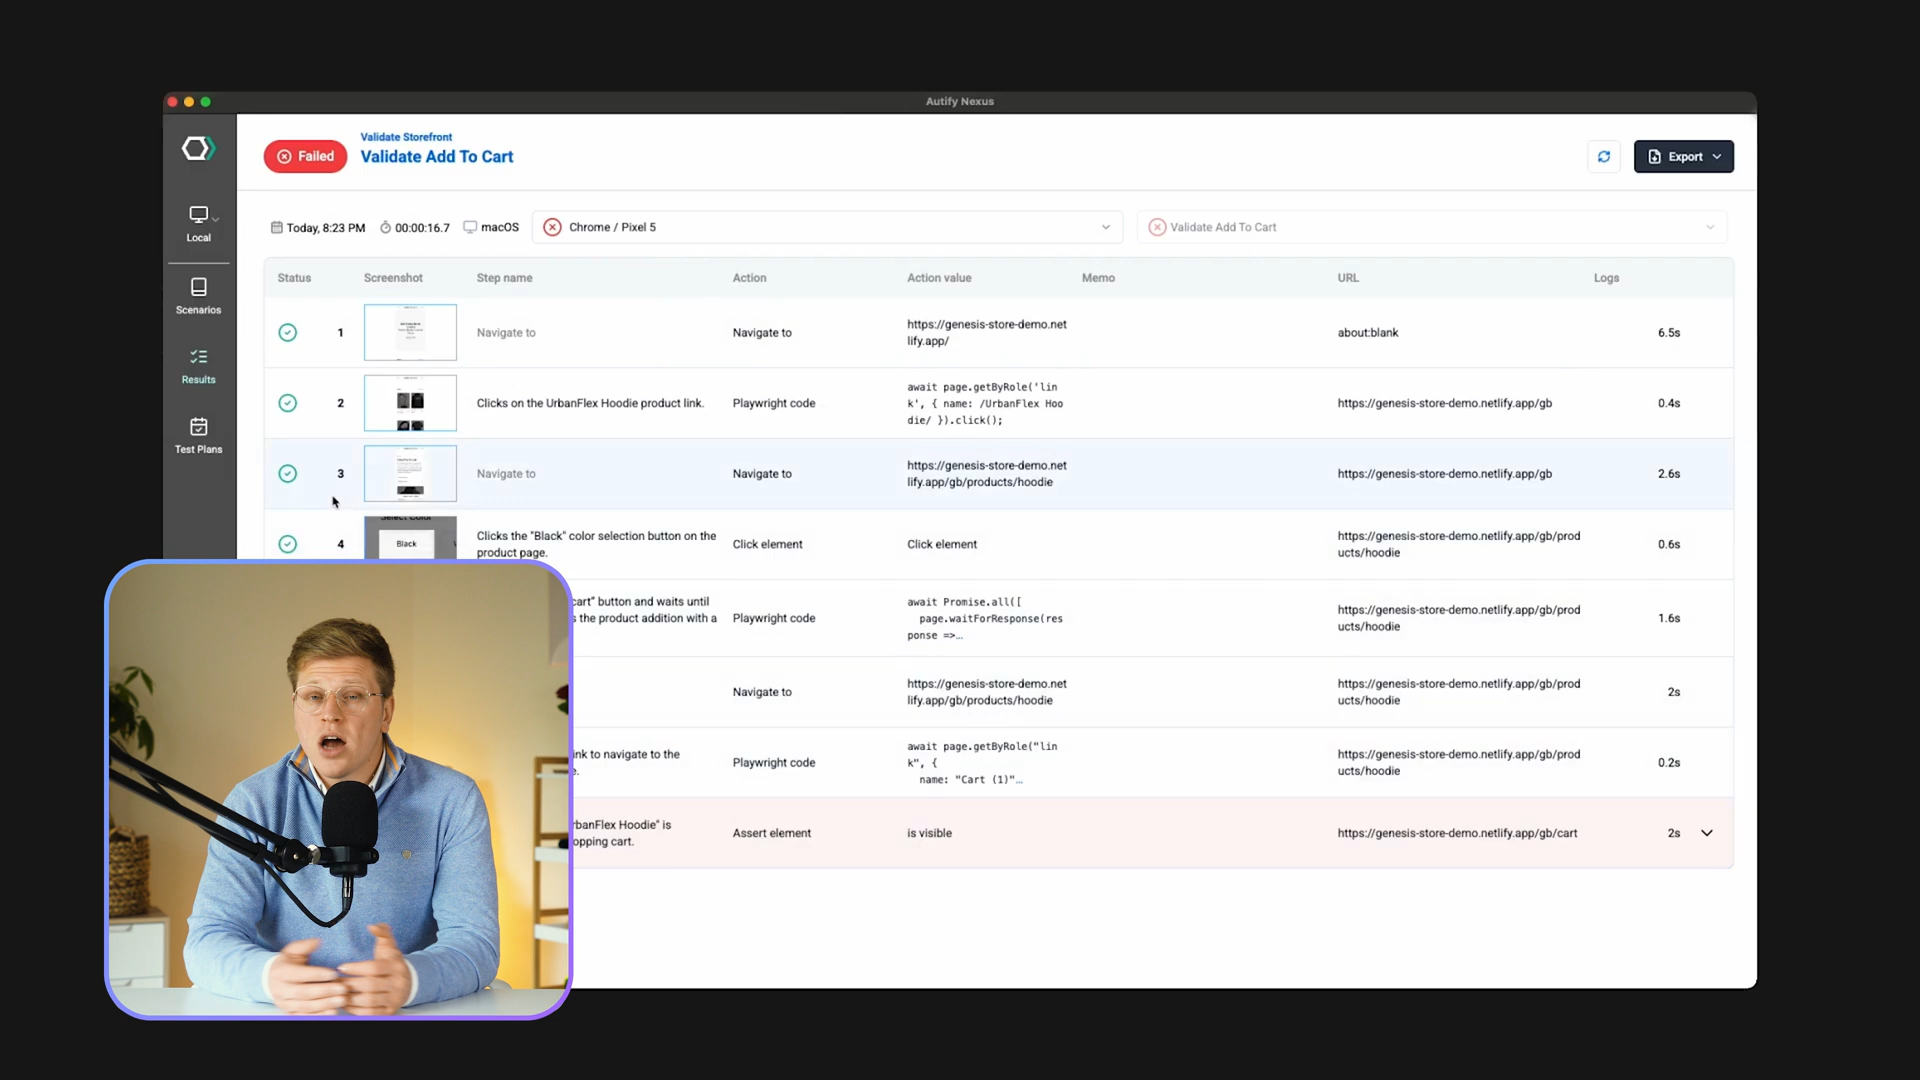 Autify Nexus
Failed
Validate Storefront
Validate Add To Cart
Export
Local
Scenarios
Results
Test Plans
Today, 8:23 PM
00:00:16.7
macOS
Chrome / Pixel 5
Validate Add To Cart
Status
Screenshot
Step name
Action
Action value
Memo
URL
Logs
1
Navigate to
Navigate to
https://genesis-store-demo.net
lify.app/
about:blank
6.5s
2
Clicks on the UrbanFlex Hoodie product link.
Playwright code
await page.getByRole('lin
k', { name: /UrbanFlex Hoo
die/ }).click();
https://genesis-store-demo.netlify.app/gb
0.4s
3
Navigate to
Navigate to
https://genesis-store-demo.net
lify.app/gb/products/hoodie
https://genesis-store-demo.netlify.app/gb
2.6s
4
Select Color
Black
Clicks the "Black" color selection button on the
product page.
Click element
Click element
https://genesis-store-demo.netlify.app/gb/prod
ucts/hoodie
0.6s
cart" button and waits until
s the product addition with a
Playwright code
await Promise.all([
page.waitForResponse(res
ponse =>…
https://genesis-store-demo.netlify.app/gb/prod
ucts/hoodie
1.6s
Navigate to
https://genesis-store-demo.net
lify.app/gb/products/hoodie
https://genesis-store-demo.netlify.app/gb/prod
ucts/hoodie
2s
ink to navigate to the
e.
Playwright code
await page.getByRole("lin
k", {
name: "Cart (1)"…
https://genesis-store-demo.netlify.app/gb/prod
ucts/hoodie
0.2s
rbanFlex Hoodie" is
opping cart.
Assert element
is visible
https://genesis-store-demo.netlify.app/gb/cart
2s